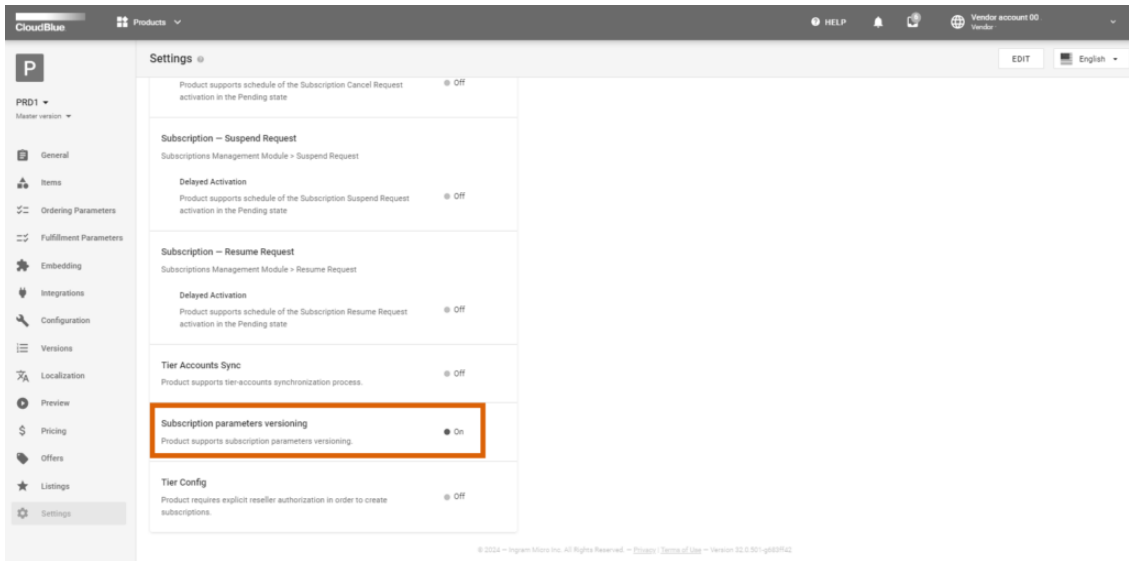 CloudBlue
Products
HELP
Vendor account 00
Vendor
P
PRD1
Master version
General
Items
Ordering Parameters
Fulfillment Parameters
Embedding
Integrations
Configuration
Versions
Localization
Preview
Pricing
Offers
Listings
Settings
Settings
EDIT
English
Product supports schedule of the Subscription Cancel Request
activation in the Pending state
Off
Subscription — Suspend Request
Subscriptions Management Module > Suspend Request
Delayed Activation
Product supports schedule of the Subscription Suspend Request
activation in the Pending state
Off
Subscription — Resume Request
Subscriptions Management Module > Resume Request
Delayed Activation
Product supports schedule of the Subscription Resume Request
activation in the Pending state
Off
Tier Accounts Sync
Product supports tier-accounts synchronization process.
Off
Subscription parameters versioning
Product supports subscription parameters versioning.
On
Tier Config
Product requires explicit reseller authorization in order to create
subscriptions.
Off
© 2024 — Ingram Micro Inc. All Rights Reserved. — Privacy | Terms of Use — Version